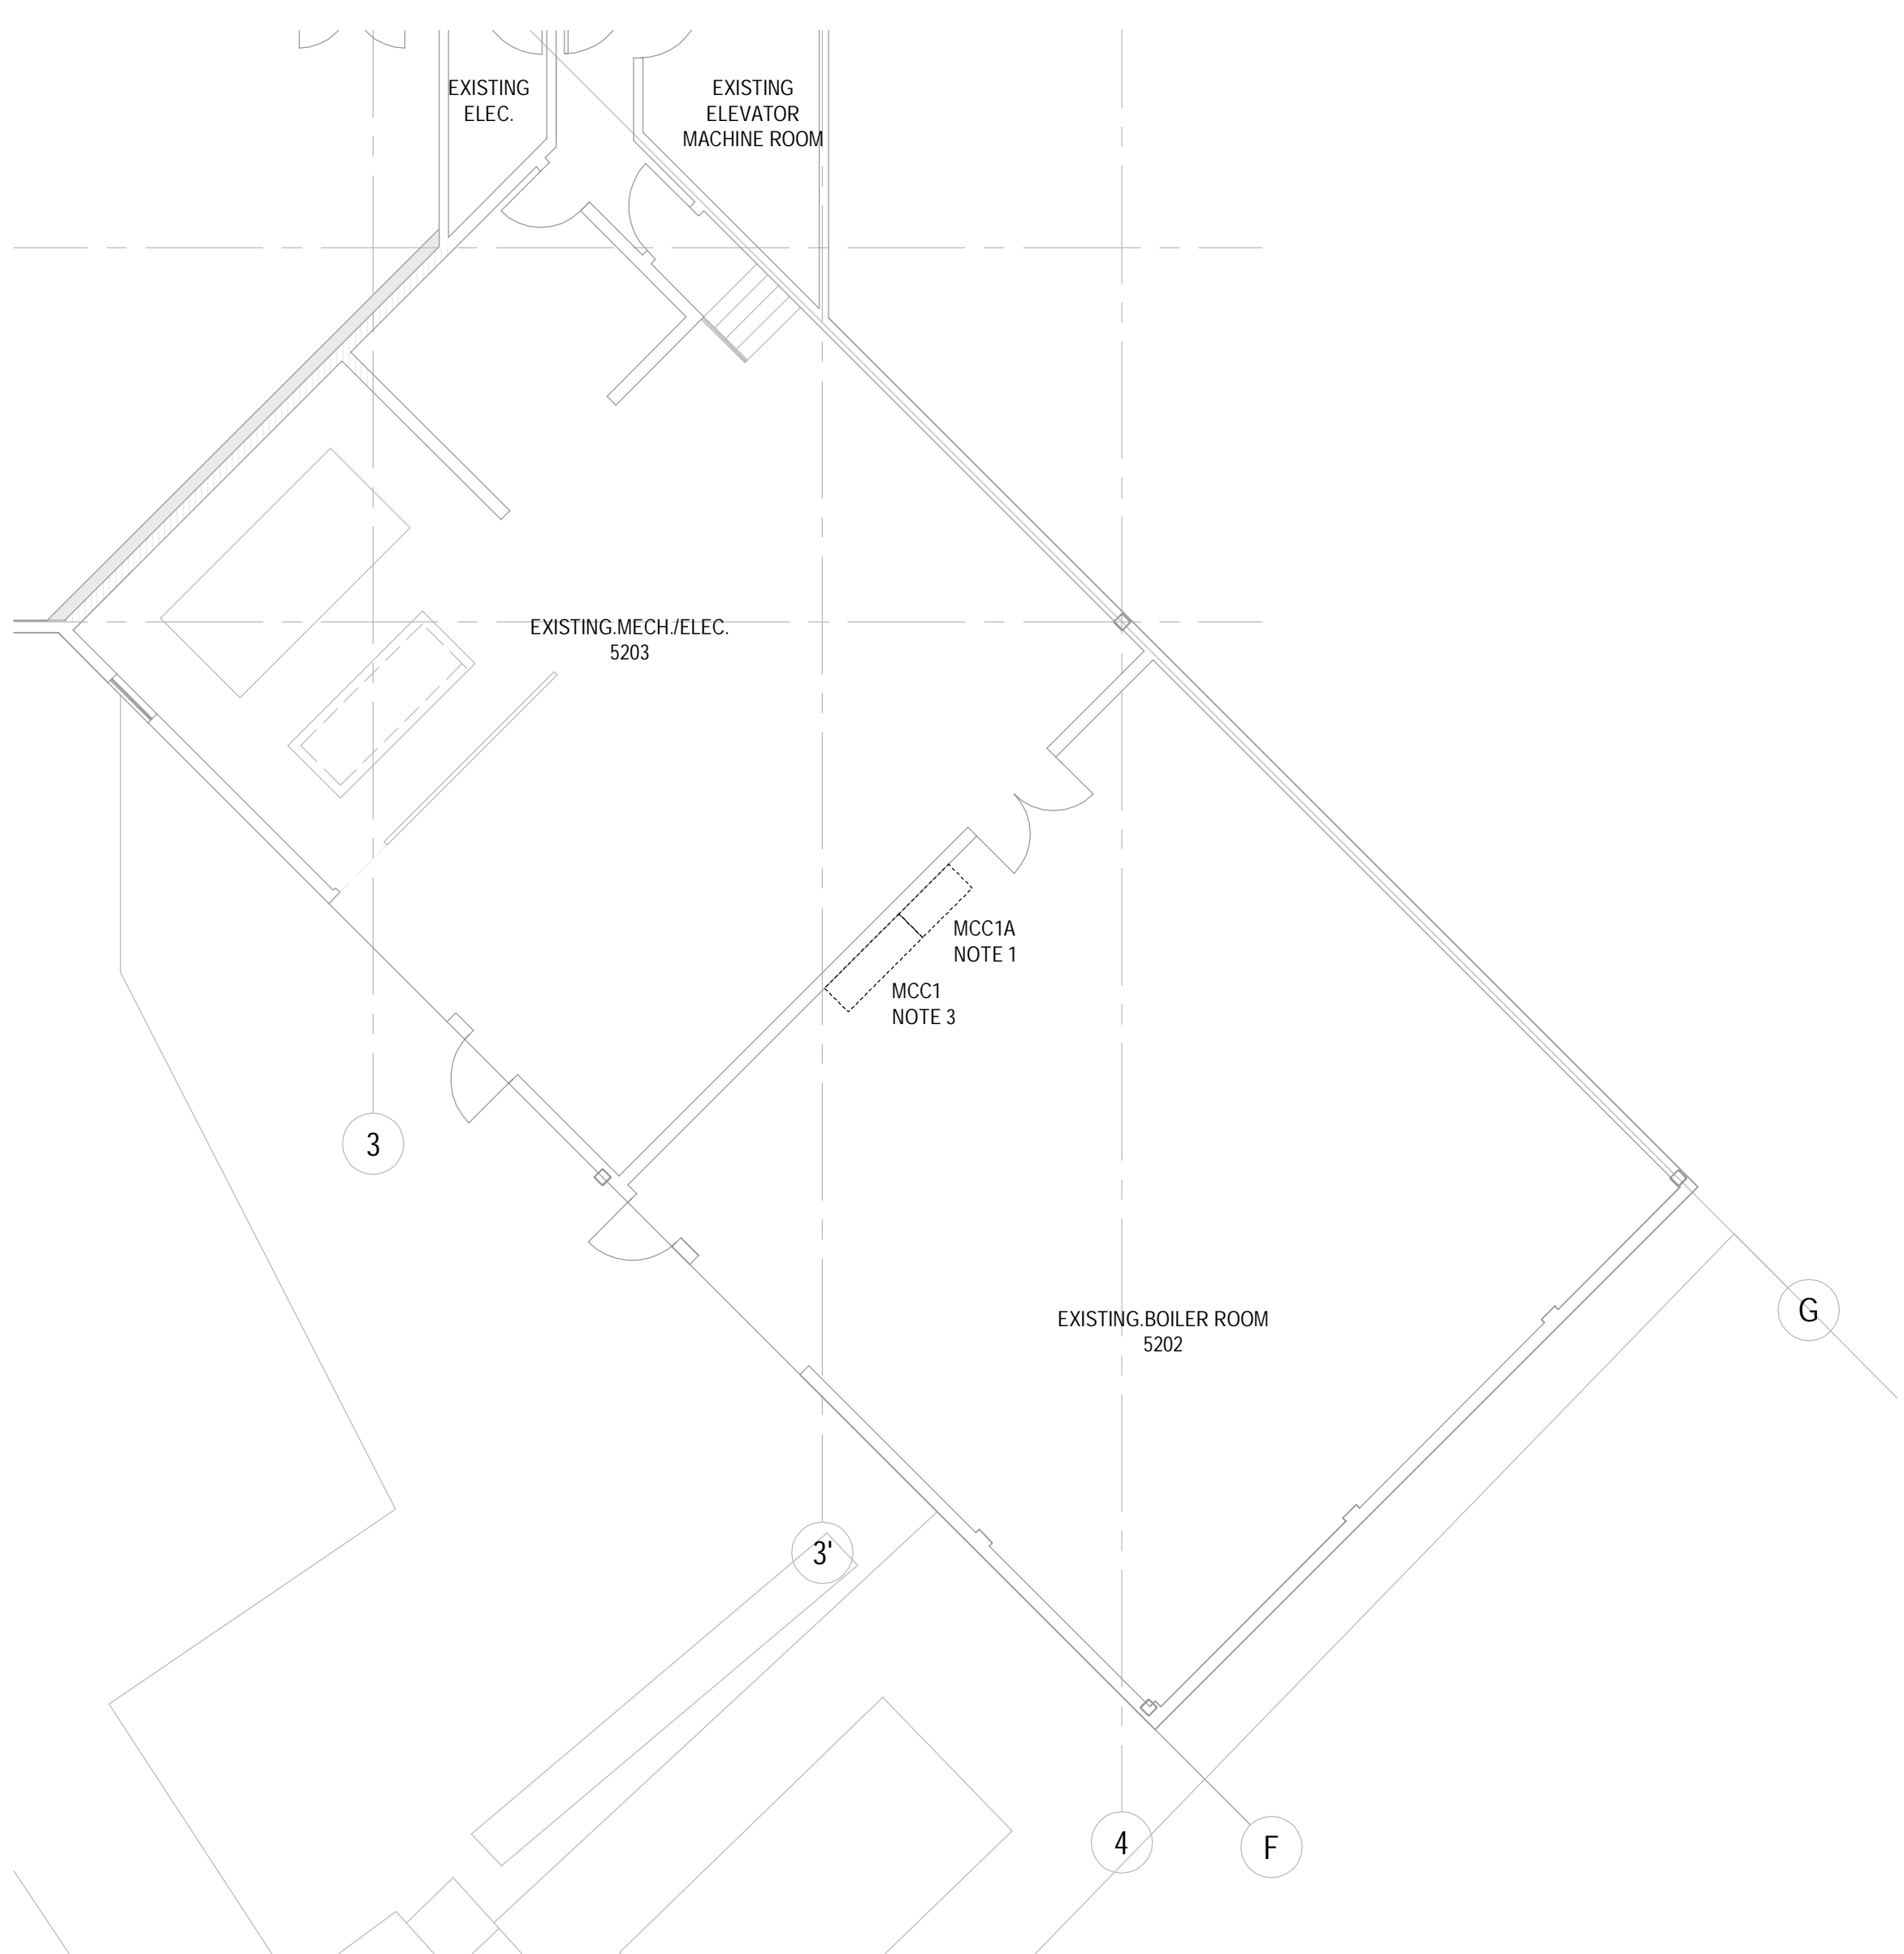 EXISTING
ELEC.
EXISTING
ELEVATOR
MACHINE ROOM
EXISTING.MECH./ELEC.
5203
MCC1A
NOTE 1
MCC1
NOTE 3
3
G
EXISTING.BOILER ROOM
5202
3'
4
F